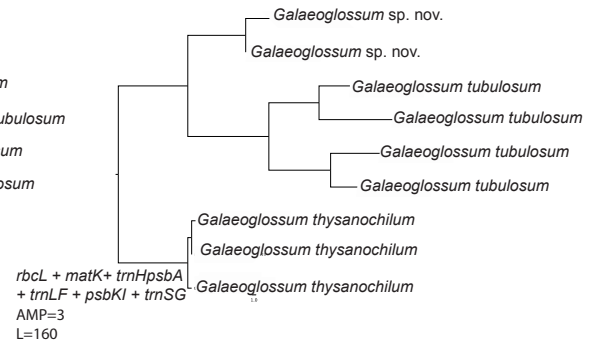 Galaeoglossum sp. nov.
Galaeoglossum sp. nov.
Galaeoglossum tubulosum
Galaeoglossum tubulosum
Galaeoglossum tubulosum
Galaeoglossum tubulosum
Galaeoglossum thysanochilum
Galaeoglossum thysanochilum
Galaeoglossum thysanochilum
rbcL + matK+ trnHpsbA
+ trnLF + psbKI + trnSG
AMP=3
L=160